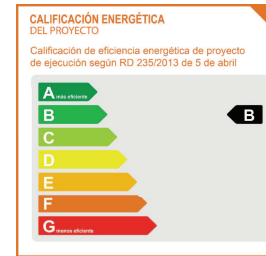 CALIFICACIÓN ENERGÉTICA
DEL PROYECTO
Calificación de eficiencia energética de proyecto
de ejecución según RD 235/2013 de 5 de abril
A más eficiente
B B
C
D
E
F
G menos eficiente